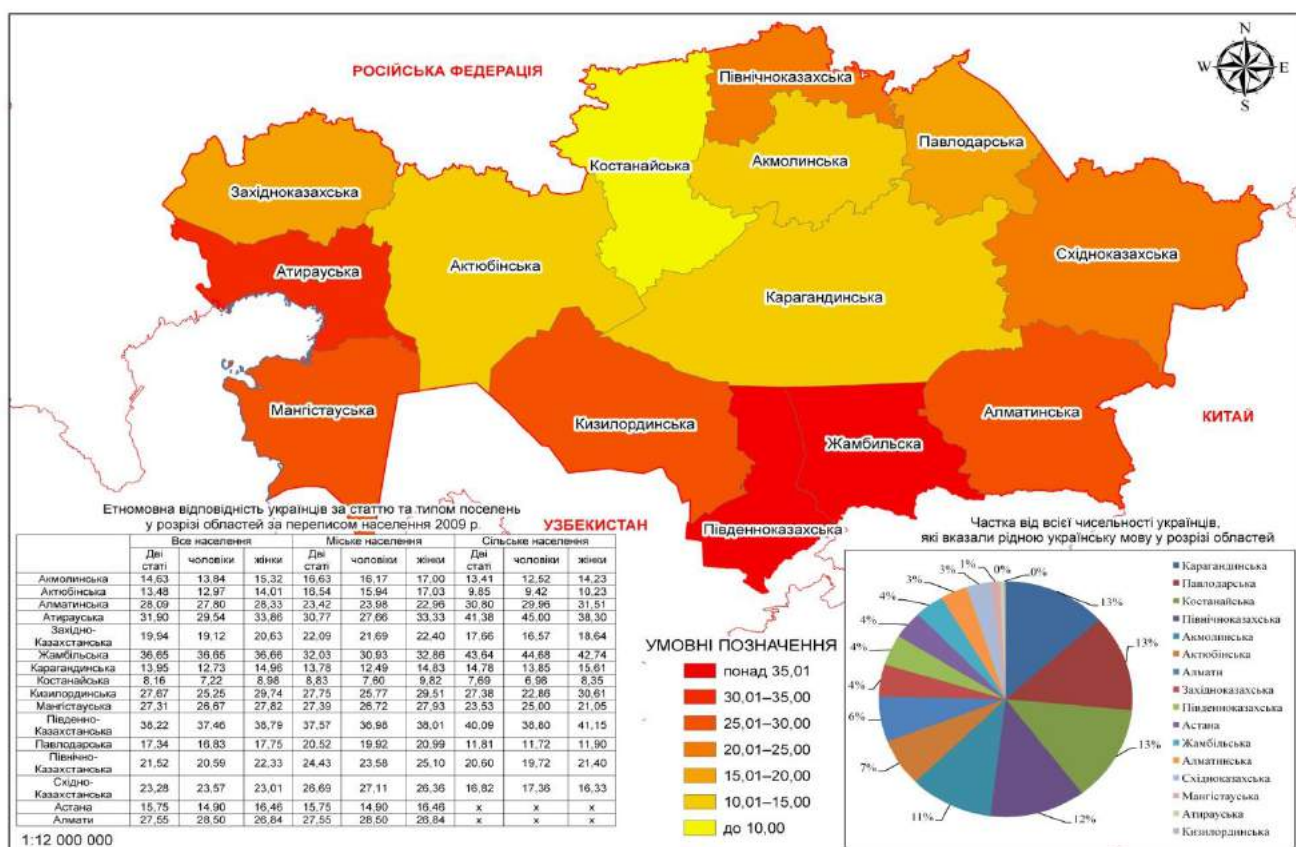 N
W E
S
РОСІЙСЬКА ФЕДЕРАЦІЯ
Північноказахська
Павлодарська
Костанайська
Акмолинська
Західноказахська
Східноказахська
Атирауська
Актюбінська
Карагандинська
Мангістауська
Кизилординська
Жамбильска
Алматинська
КИТАЙ
Південноказахська
УЗБЕКИСТАН
Етномовна відповідність українців за статтю та типом поселень
у розрізі областей за переписом населення 2009 р.
Все населення Міське населення Сільське населення
Дві статі чоловіки жінки Дві статі чоловіки жінки Дві статі чоловіки жінки
Акмолинська 14,63 13,84 15,32 16,63 16,17 17,00 13,41 12,52 14,23
Актюбінська 13,48 12,97 14,01 16,54 15,94 17,03 9,85 9,42 10,23
Алматинська 28,09 27,80 28,33 23,42 23,98 22,96 30,80 29,96 31,51
Атирауська 31,90 29,54 33,86 30,77 27,66 33,33 41,38 45,00 38,30
Західно-
Казахстанська 19,94 19,12 20,63 22,09 21,69 22,40 17,66 16,57 18,64
Жамбильська 36,65 36,65 36,66 32,03 30,93 32,86 43,64 44,68 42,74
Карагандинська 13,95 12,73 14,96 13,78 12,49 14,83 14,78 13,85 15,61
Костанайська 8,16 7,22 8,98 8,83 7,60 9,82 7,69 6,98 8,35
Кизилординська 27,67 25,25 29,74 27,75 25,77 29,51 27,38 22,86 30,61
Мангістауська 27,31 26,67 27,82 27,39 26,72 27,93 23,53 25,00 21,05
Південно-
Казахстанська 38,22 37,46 38,79 37,57 36,98 38,01 40,09 38,80 41,15
Павлодарська 17,34 16,83 17,75 20,52 19,92 20,99 11,81 11,72 11,90
Північно-
Казахстанська 21,52 20,59 22,33 24,43 23,58 25,10 20,60 19,72 21,40
Східно-
Казахстанська 23,28 23,57 23,01 26,69 27,11 26,36 16,82 17,36 16,33
Астана 15,75 14,90 16,46 15,75 14,90 16,46 x x x
Алмати 27,55 28,50 26,84 27,55 28,50 26,84 x x x
1:12 000 000
УМОВНІ ПОЗНАЧЕННЯ
понад 35,01
30,01–35,00
25,01–30,00
20,01–25,00
15,01–20,00
10,01–15,00
до 10,00
Частка від всієї чисельності українців,
які вказали рідною українську мову у розрізі областей
13%
13%
13%
12%
11%
7%
6%
4%
4%
4%
4%
3%
3%
1%
0%
0%
Карагандинська
Павлодарська
Костанайська
Північноказахська
Акмолинська
Актюбінська
Алмати
Західноказахська
Південноказахська
Астана
Жамбільська
Алматинська
Східноказахська
Мангістауська
Атирауська
Кизилординська